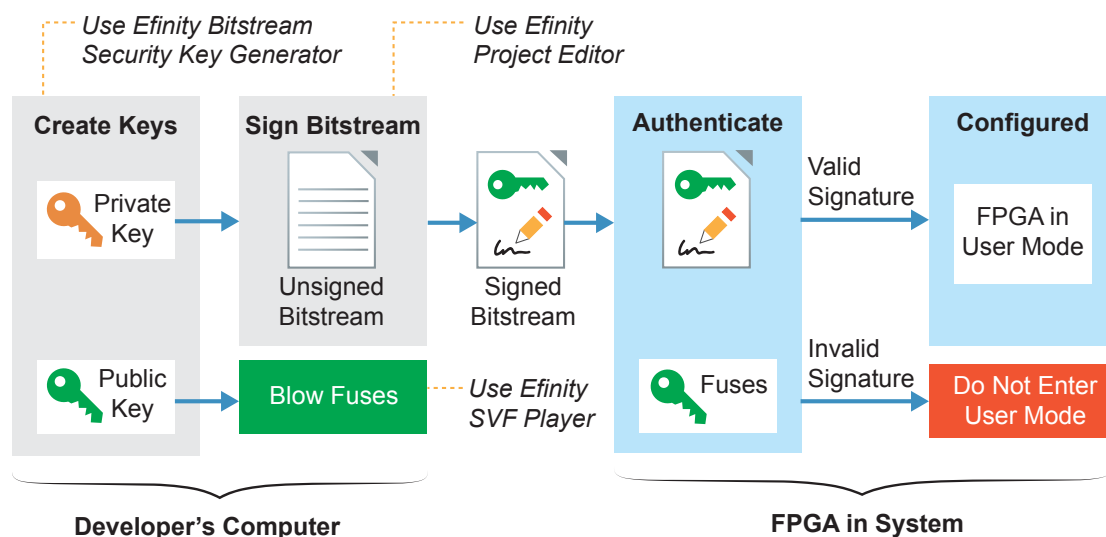 Use Efinity Bitstream
Security Key Generator
Use Efinity
Project Editor
Create Keys
Sign Bitstream
Authenticate
Configured
Private
Key
Unsigned
Bitstream
Signed
Bitstream
Valid
Signature
FPGA in
User Mode
Public
Key
Blow Fuses
Use Efinity
SVF Player
Fuses
Invalid
Signature
Do Not Enter
User Mode
Developer’s Computer
FPGA in System